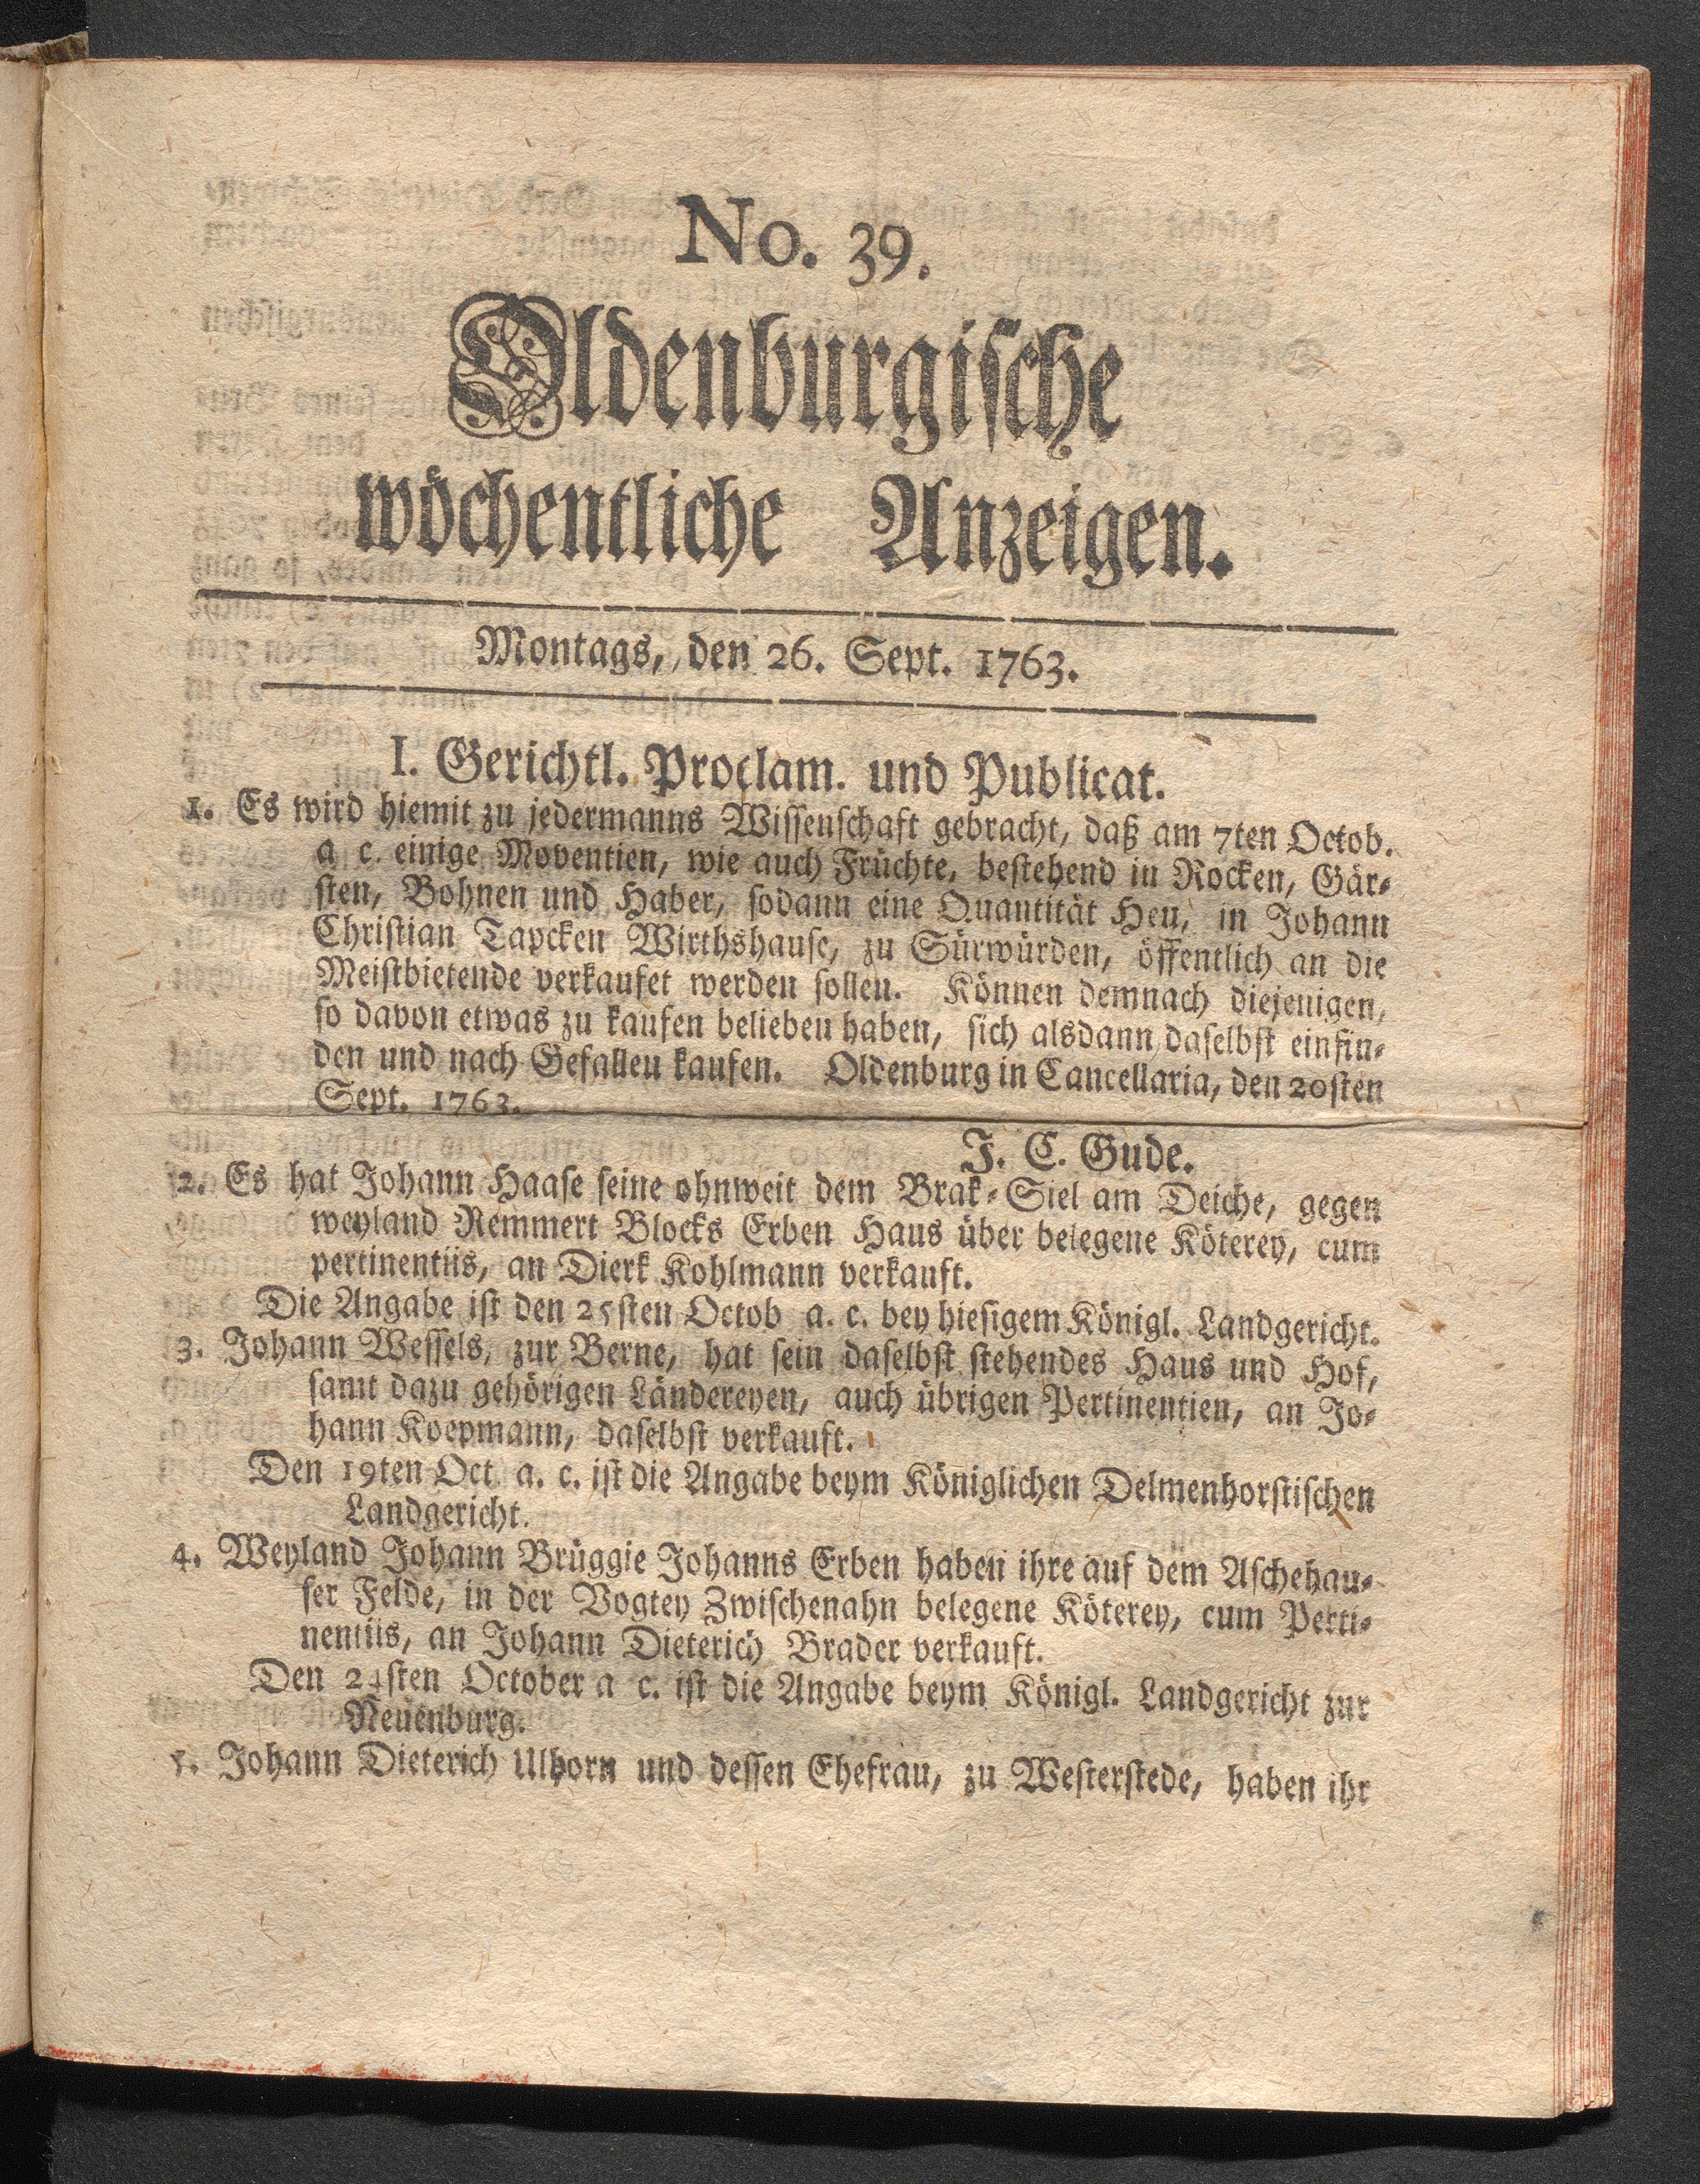 No. 39.
Oldenburgische
wöchentliche Anzeigen.
Montags, den 26. Sept. 1763.
I. Gerichtl. Proclam. und Publicat.
1. Es wird hiemit zu jedermanns Wissenschaft gebracht, daß am 7ten Octob.
a c. einige Moventien, wie auch Früchte, bestehend in Rocken, Gär-
sten, Bohnen und Haber, sodann eine Quantität Heu, in Johann
Christian Tapcken Wirthshause, zu Sürwürden, öffentlich an die
Meistbietende verkaufet werden sollen. Können demnach diejenigen,
so davon etwas zu kaufen belieben haben, sich alsdann daselbst einfin-
den und nach Gefallen kaufen. Oldenburg in Cancellaria, den 20sten
Sept. 1763.
J. C. Gude.
2. Es hat Johann Haase seine ohnweit dem Brak-Siel am Deiche, gegen
weyland Remmert Blocks Erben Haus über belegene Köterey, cum
pertinentiis, an Dierk Kohlmann verkauft.
Die Angabe ist den 25sten Octob a. c. bey hiesigem Königl. Landgericht.
3. Johann Wessels, zur Berne, hat sein daselbst stehendes Haus und Hof,
samt dazu gehörigen Ländereyen, auch übrigen Pertinentien, an Jo-
hann Koepmann, daselbst verkauft.
Den 19ten Oct a. c. ist die Angabe beym Königlichen Delmenhorstischen
Landgericht.
4. Weyland Johann Brüggie Johanns Erben haben ihre auf dem Aschehau-
ser Felde, in der Vogtey Zwischenahn belegene Köterey, cum Perti-
nentiis, an Johann Dieterich Brader verkauft.
Den 24sten October a c. ist die Angabe beym Königl. Landgericht zur
Neuenburg.
5. Johann Dieterich Ulhorn und dessen Ehefrau, zu Westerstede, haben ihr